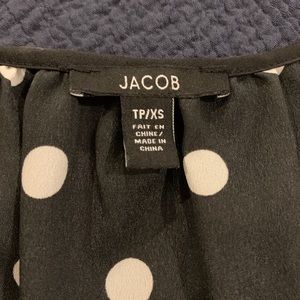 JACOB
TP/XS
FAIT EN
CHINE/
MADE IN
CHINA